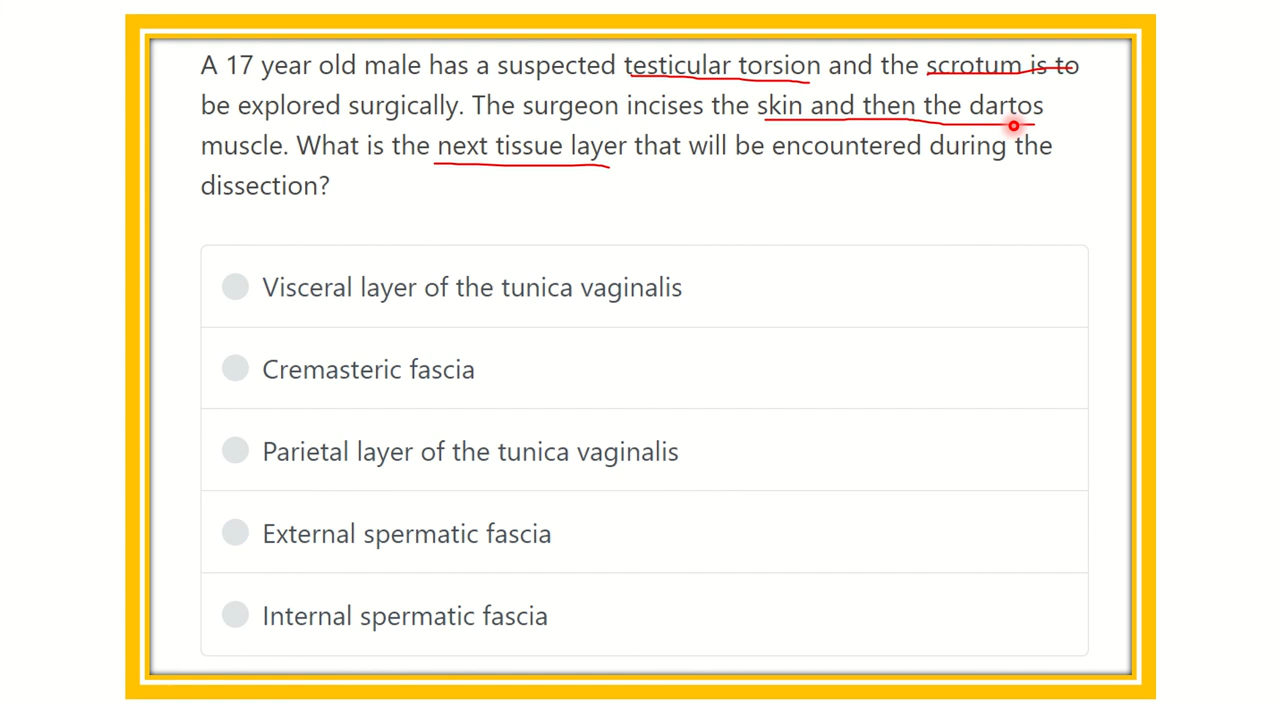 A 17 year old male has a suspected testicular torsion and the scrotum is to
be explored surgically. The surgeon incises the skin and then the dartos
muscle. What is the next tissue layer that will be encountered during the
dissection?
Visceral layer of the tunica vaginalis
Cremasteric fascia
Parietal layer of the tunica vaginalis
External spermatic fascia
Internal spermatic fascia